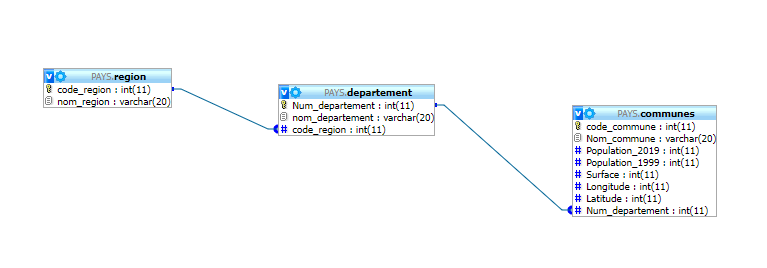 PAYS.region
code_region : int(11)
nom_region : varchar(20)
PAYS.departement
Num_departement : int(11)
nom_departement : varchar(20)
# code_region : int(11)
PAYS.communes
code_commune : int(11)
Nom_commune : varchar(20)
# Population_2019 : int(11)
# Population_1999 : int(11)
# Surface : int(11)
# Longitude : int(11)
# Latitude : int(11)
# Num_departement : int(11)